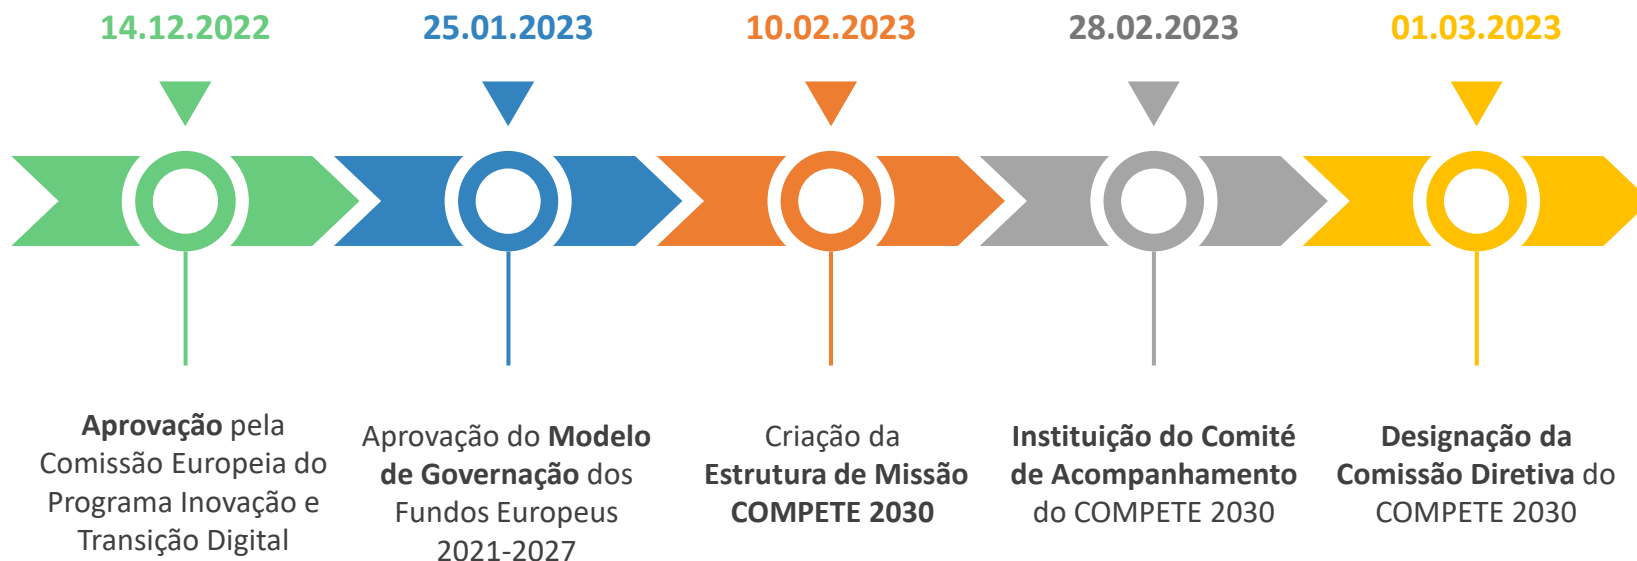 14.12.2022
25.01.2023
10.02.2023
28.02.2023
01.03.2023
Aprovação pela
Comissão Europeia do
Programa Inovação e
Transição Digital
Aprovação do Modelo
de Governação dos
Fundos Europeus
2021-2027
Criação da
Estrutura de Missão
COMPETE 2030
Instituição do Comité
de Acompanhamento
do COMPETE 2030
Designação da
Comissão Diretiva do
COMPETE 2030